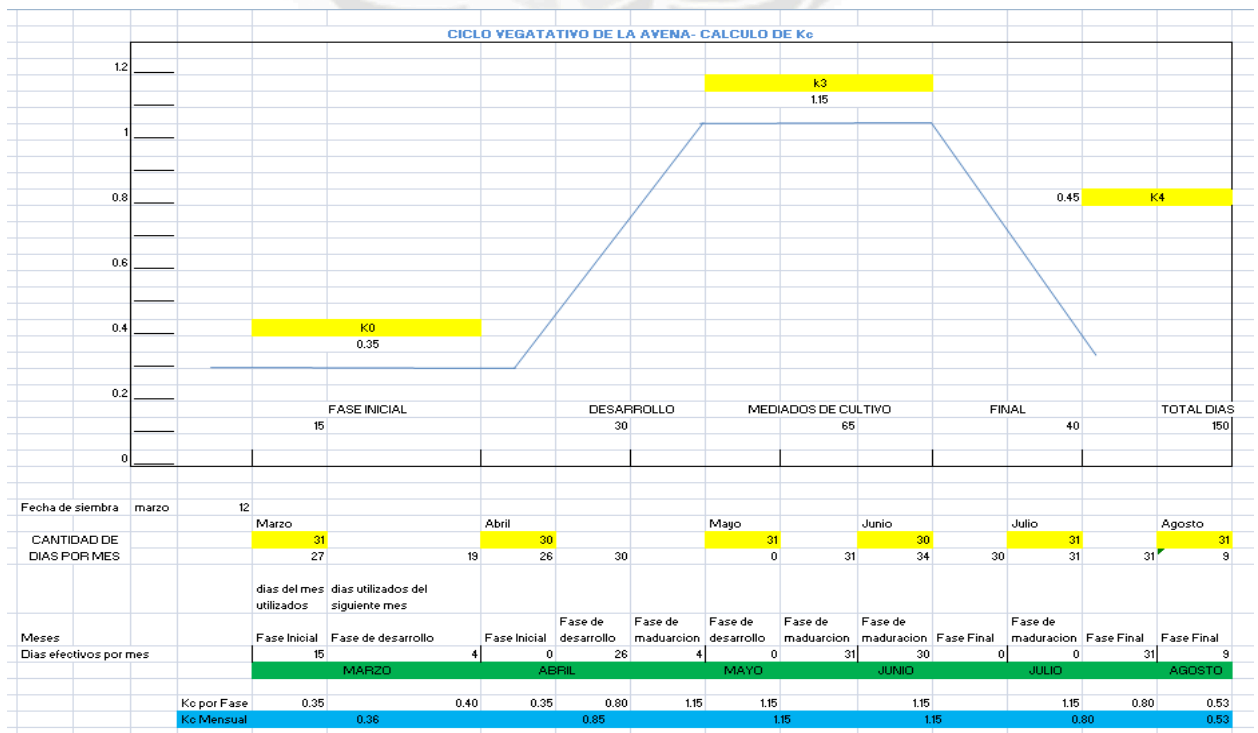 CICLO VEGATATIVO DE LA AVENA- CALCULO DE Kc
1.2
k3
1.15
1
0.8
0.45 K4
0.6
0.4
K0
0.35
0.2
FASE INICIAL DESARROLLO MEDIADOS DE CULTIVO FINAL TOTAL DIAS
15 30 65 40 150
0
Fecha de siembra marzo 12
Marzo Abril Mayo Junio Julio Agosto
CANTIDAD DE 31 30 31 30 31 31
DIAS POR MES 27 19 26 30 0 31 34 30 31 31 9
dias del mes dias utilizados del
utilizados siguiente mes
Fase de Fase de Fase de Fase de Fase de Fase de
Meses Fase Inicial Fase de desarrollo Fase Inicial desarrollo maduarcion desarrollo maduarcion maduracion Fase Final maduracion Fase Final Fase Final
Dias efectivos por mes 15 4 0 26 4 0 31 30 0 0 31 9
MARZO ABRIL MAYO JUNIO JULIO AGOSTO
Kc por Fase 0.35 0.40 0.35 0.80 1.15 1.15 1.15 1.15 0.80 0.53
Kc Mensual 0.36 0.85 1.15 1.15 0.80 0.53